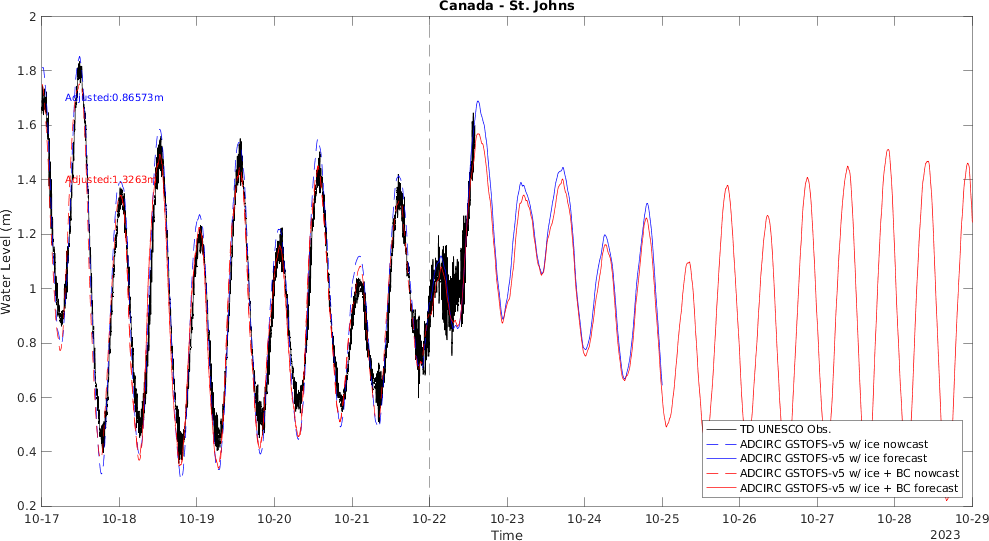 Canada - St. Johns
2
1.8
1.6
1.4
1.2
1
0.8
0.6
0.4
0.2
Water Level (m)
Adjusted:0.86573m
Adjusted:1.3263m
TD UNESCO Obs.
ADCIRC GSTOFS-v5 w/ ice nowcast
ADCIRC GSTOFS-v5 w/ ice forecast
ADCIRC GSTOFS-v5 w/ ice + BC nowcast
ADCIRC GSTOFS-v5 w/ ice + BC forecast
10-17 10-18 10-19 10-20 10-21 10-22 10-23 10-24 10-25 10-26 10-27 10-28 10-29
Time
2023